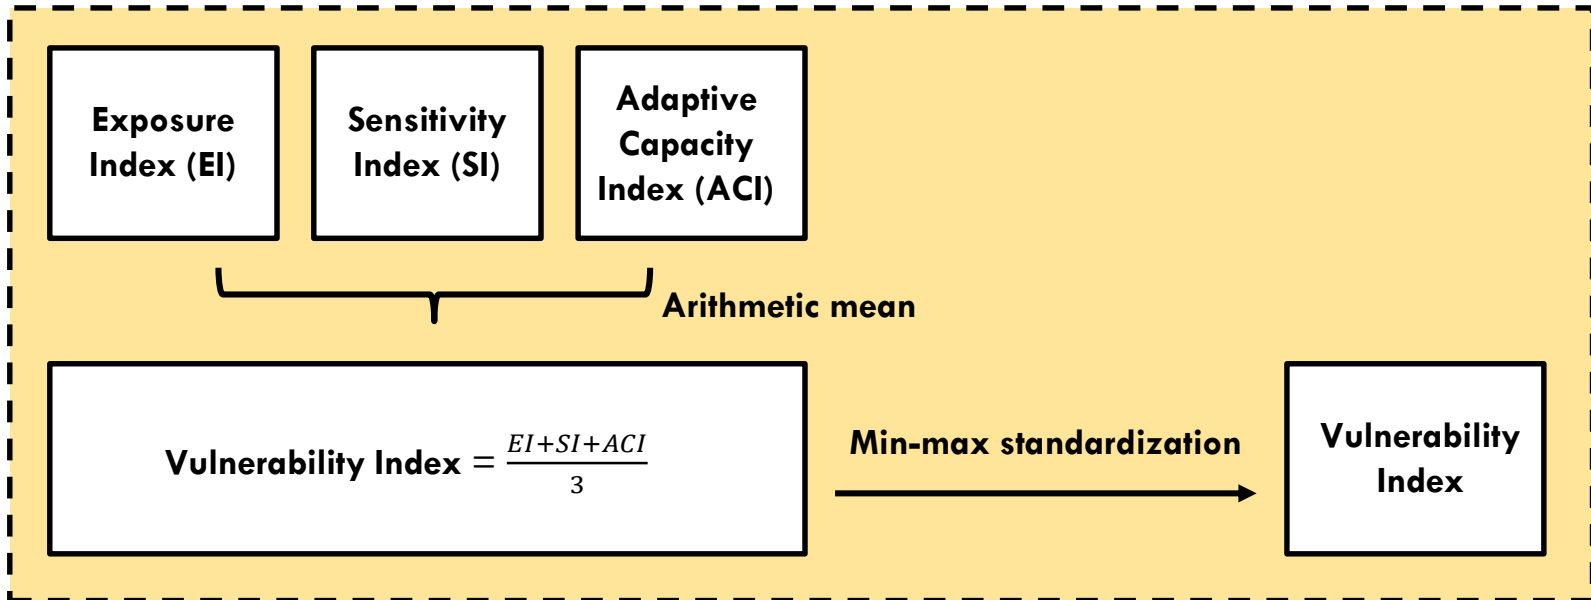 Exposure
Index (EI)
Sensitivity
Index (SI)
Adaptive
Capacity
Index (ACI)
Arithmetic mean
Vulnerability Index = \frac{EI+SI+ACI}{3}
Min-max standardization
Vulnerability
Index